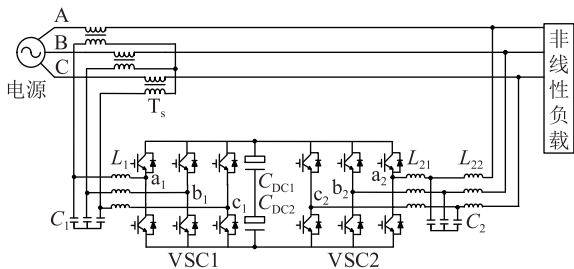 A
B
C
电源
T_s
非线性负载
L_1
a_1
b_1
c_1
C_DC1
C_DC2
c_2
b_2
a_2
L_21
L_22
C_1
C_2
VSC1
VSC2